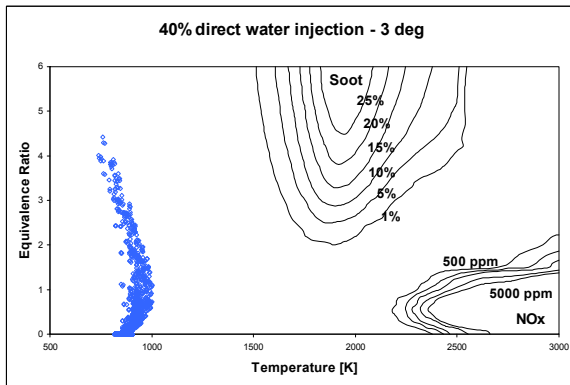 40% direct water injection - 3 deg
Equivalence Ratio
6
5
4
3
2
1
0
Soot
25%
20%
15%
10%
5%
1%
500 ppm
5000 ppm
NOx
500
1000
1500
2000
2500
3000
Temperature [K]